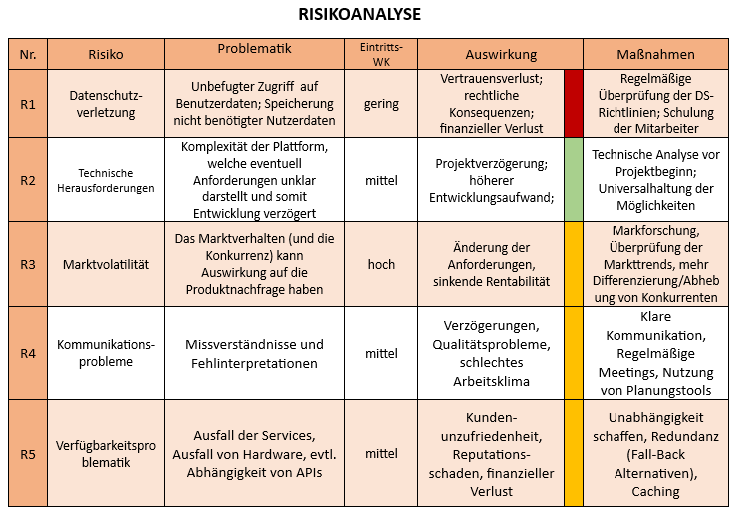 RISIKOANALYSE
Nr.
Risiko
Problematik
Eintritts-
WK
Auswirkung
Maßnahmen
R1
Datenschutz-
verletzung
Unbefugter Zugriff auf
Benutzerdaten; Speicherung
nicht benötigter Nutzerdaten
gering
Vertrauensverlust;
rechtliche
Konsequenzen;
finanzieller Verlust
Regelmäßige
Überprüfung der DS-
Richtlinien; Schulung
der Mitarbeiter
R2
Technische
Herausforderungen
Komplexität der Plattform,
welche eventuell
Anforderungen unklar
darstellt und somit
Entwicklung verzögert
mittel
Projektverzögerung;
höherer
Entwicklungsaufwand;
Technische Analyse vor
Projektbeginn;
Universalhaltung der
Möglichkeiten
R3
Marktvolatilität
Das Marktverhalten (und die
Konkurrenz) kann
Auswirkung auf die
Produktnachfrage haben
hoch
Änderung der
Anforderungen,
sinkende Rentabilität
Markforschung,
Überprüfung der
Markttrends, mehr
Differenzierung/Abheb
ung von Konkurrenten
R4
Kommunikations-
probleme
Missverständnisse und
Fehlinterpretationen
mittel
Verzögerungen,
Qualitätsprobleme,
schlechtes
Arbeitsklima
Klare
Kommunikation,
Regelmäßige
Meetings, Nutzung
von Planungstools
R5
Verfügbarkeitspro
blematik
Ausfall der Services,
Ausfall von Hardware, evtl.
Abhängigkeit von APIs
mittel
Kunden-
unzufriedenheit,
Reputations-
schaden, finanzieller
Verlust
Unabhängigkeit
schaffen, Redundanz
(Fall-Back
Alternativen),
Caching